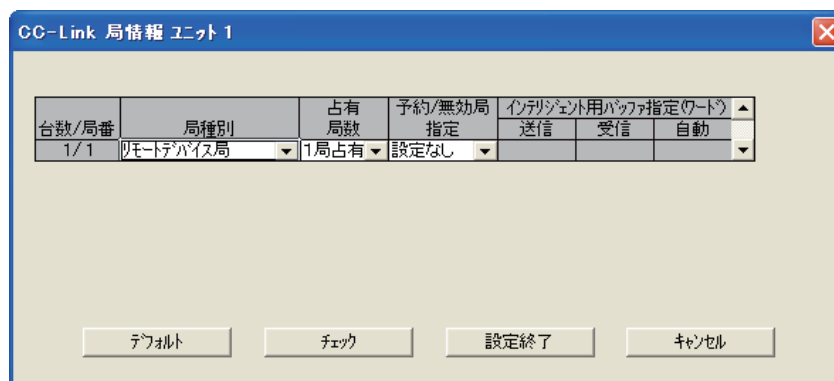 CC-Link 局情報 ユニット 1
台数/局番 局種別 占有局数 予約/無効局指定 インテリジェント用バッファ指定(ワード)
送信 受信 自動
1/1 リモートデバイス局 1局占有 設定なし
デフォルト チェック 設定終了 キャンセル